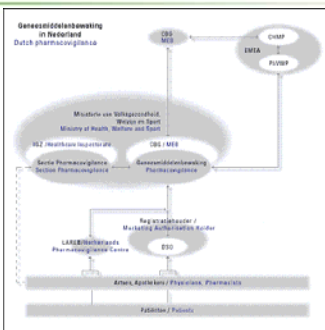 Geneesmiddelenbewaking
in Nederland
Dutch pharmacovigilance
CBG
MEB
CHMP
EMEA
PhVWP
Ministerie van Volksgezondheid,
Welzijn en Sport
Ministry of Health, Welfare and Sport
IGZ / Healthcare Inspectorate
CBG / MEB
Sectie Pharmacovigilance
Section Pharmacovigilance
Geneesmiddelenbewaking
Pharmacovigilance
Registratiehouder /
Marketing Authorisation Holder
LAREB/Netherlands
Pharmacovigilance Centre
Artsen, Apothekers / Physicians, Pharmacists
Patiënten / Patients